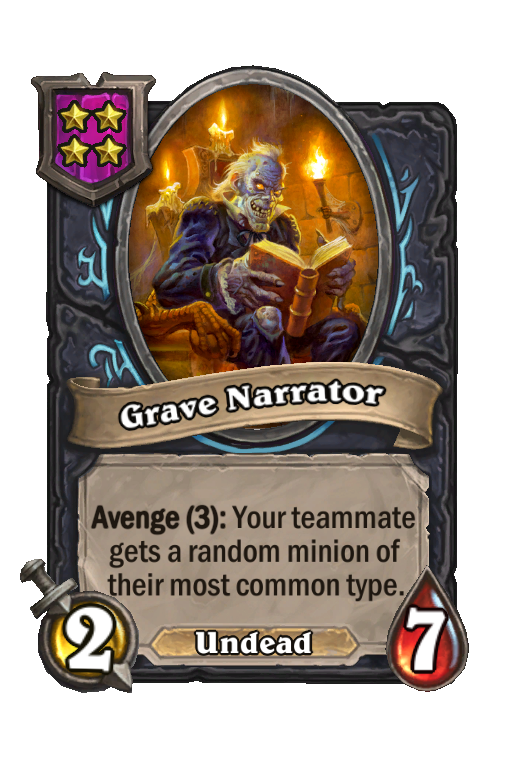 Grave Narrator
Avenge (3): Your teammate
gets a random minion of
their most common type.
2
Undead
7